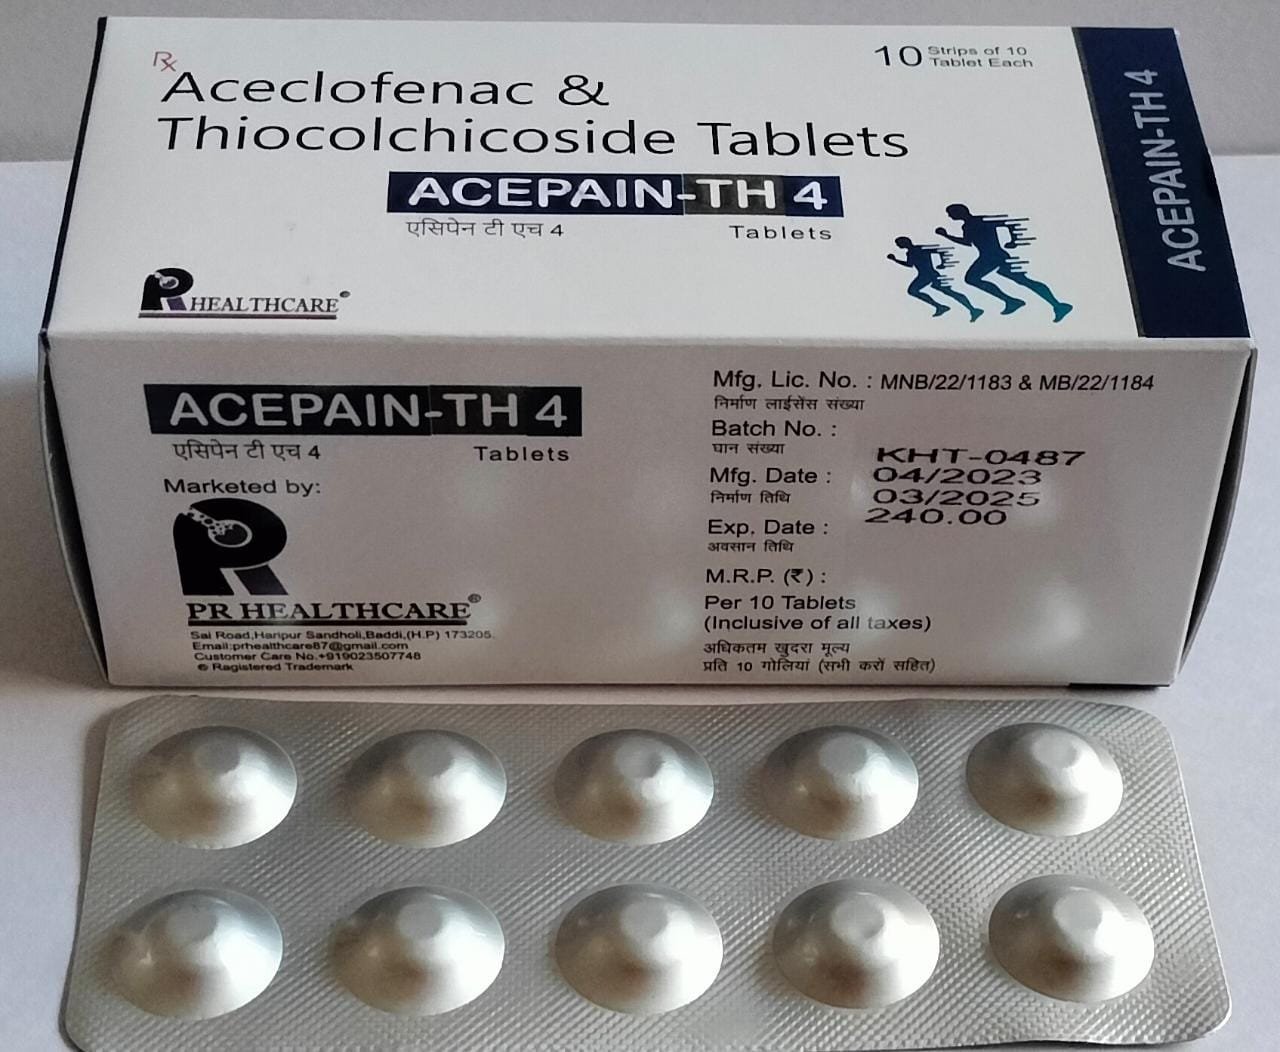 Rx
10 Strips of 10
Tablet Each
Aceclofenac &
Thiocolchicoside Tablets
ACEPAIN-TH 4
एसिपेन टी एच 4
Tablets
R HEALTHCARE®
ACEPAIN-TH 4
ACEPAIN-TH 4
एसिपेन टी एच 4
Tablets
Marketed by:
PR HEALTHCARE®
Sai Road,Haripur Sandholi,Baddi,(H.P) 173205.
Email:prhealthcare87@gmail.com
Customer Care No.+919023507748
® Ragistered Trademark
Mfg. Lic. No. : MNB/22/1183 & MB/22/1184
निर्माण लाईसेंस संख्या
Batch No. :
घान संख्या
KHT-0487
Mfg. Date :
04/2023
निर्माण तिथि
03/2025
Exp. Date :
240.00
अवसान तिथि
M.R.P. (₹) :
Per 10 Tablets
(Inclusive of all taxes)
अधिकतम खुदरा मूल्य
प्रति 10 गोलियां (सभी करों सहित)